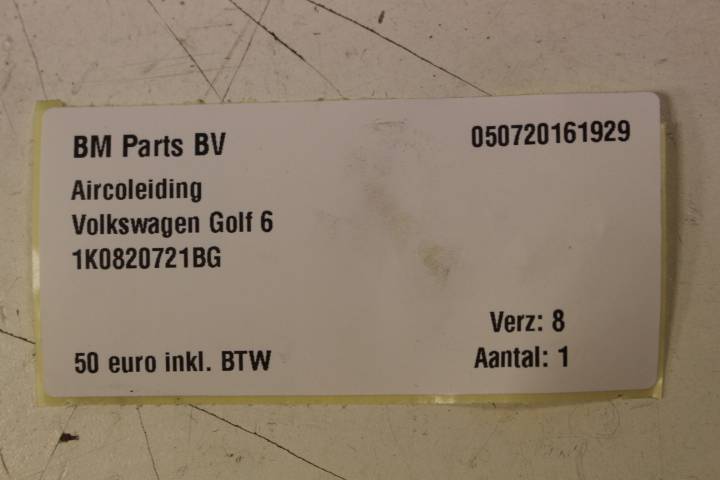 BM Parts BV
050720161929
Aircoleiding
Volkswagen Golf 6
1K0820721BG
Verz: 8
50 euro inkl. BTW
Aantal: 1